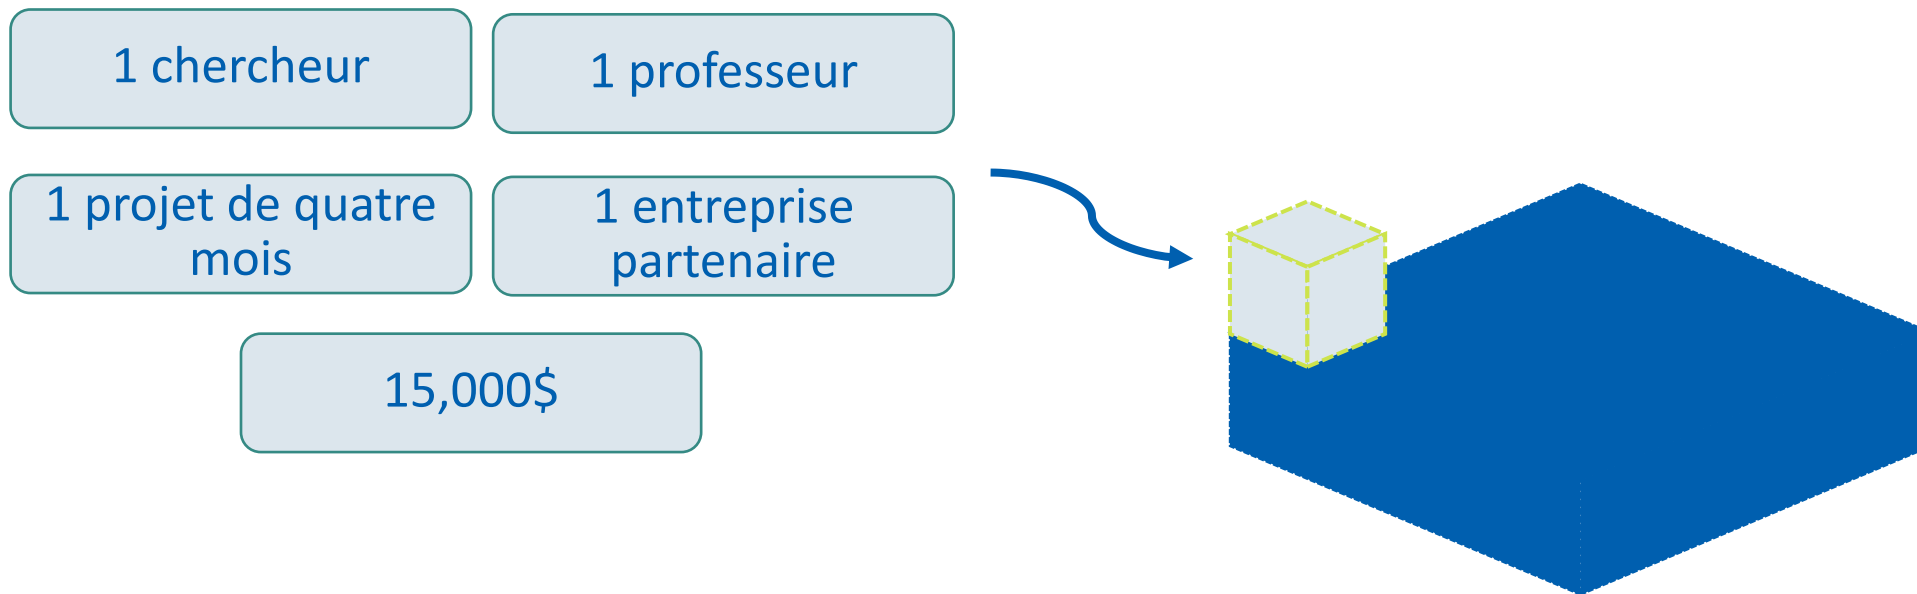 1 chercheur
1 professeur
1 projet de quatre
mois
1 entreprise
partenaire
15,000$